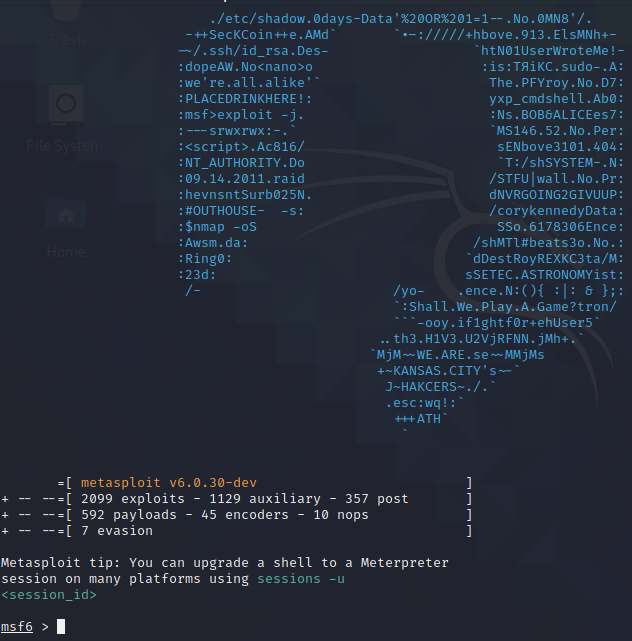 ./etc/shadow.0days-Data'%20OR%201=1--.No.0MN8'/.
-++SecKCoin++e.AMd` `•-://///+hbove.913.ElsMNh+-
~~/.ssh/id_rsa.Des- `htN01UserWroteMe!-
:dopeAW.No<nano>o :is:TЯiKC.sudo-.A:
:we're.all.alike'` The.PFYroy.No.D7:
:PLACEDRINKHERE!: yxp_cmdshell.Ab0:
:msf>exploit -j. :Ns.BOB&ALICEes7:
:---srwxrwx:-.` `MS146.52.No.Per:
:<script>.Ac816/ sENbove3101.404:
:NT_AUTHORITY.Do `T:/shSYSTEM-.N:
:09.14.2011.raid /STFU|wall.No.Pr:
:hevnsntSurb025N. dNVRGOING2GIVUUP:
:#OUTHOUSE- -s: /corykennedyData:
:$nmap -oS SSo.6178306Ence:
:Awsm.da: /shMTl#beats3o.No.:
:Ring0: `dDestRoyREXKC3ta/M:
:23d: sSETEC.ASTRONOMYist:
/- /yo- .ence.N:(){ :|: & };:
`:Shall.We.Play.A.Game?tron/
```-ooy.if1ghtf0r+ehUser5`
..th3.H1V3.U2VjRFNN.jMh+.`
`MjM~~WE.ARE.se~~MMjMs
+~KANSAS.CITY's~-`
J~HAKCERS~./.`
.esc:wq!:`
+++ATH`
`
Trash
File System
Home
=[ metasploit v6.0.30-dev ]
+ -- --=[ 2099 exploits - 1129 auxiliary - 357 post ]
+ -- --=[ 592 payloads - 45 encoders - 10 nops ]
+ -- --=[ 7 evasion ]
Metasploit tip: You can upgrade a shell to a Meterpreter
session on many platforms using sessions -u
<session_id>
msf6 >